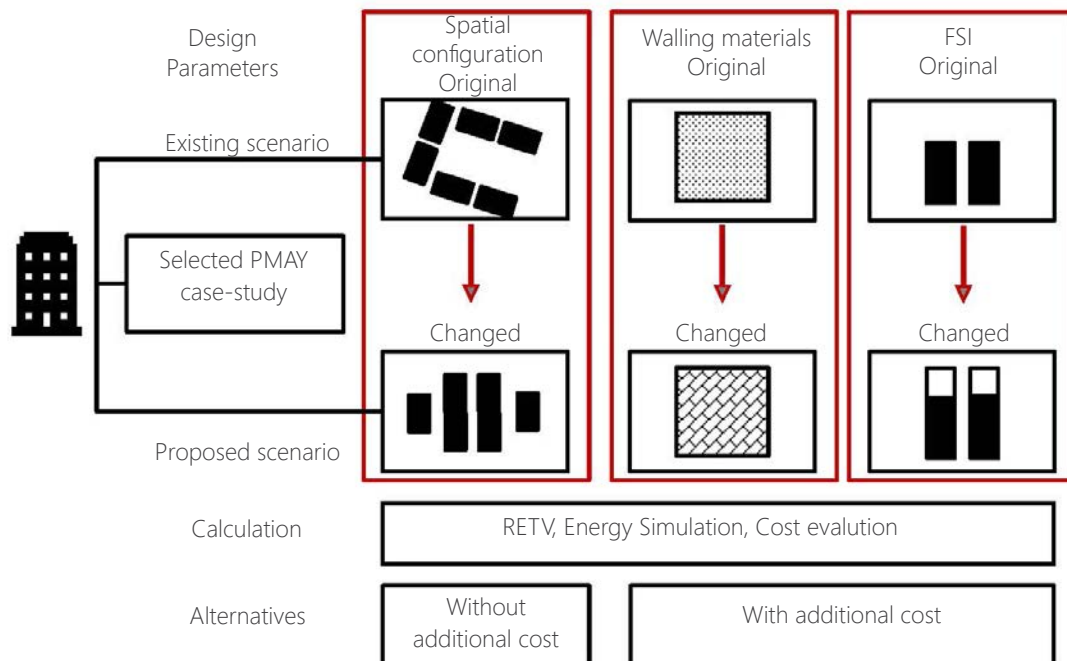 Design
Parameters
Spatial
configuration
Original
Walling materials
Original
FSI
Original
Existing scenario
Selected PMAY
case-study
Changed
Changed
Changed
Proposed scenario
Calculation
RETV, Energy Simulation, Cost evalution
Alternatives
Without
additional cost
With additional cost